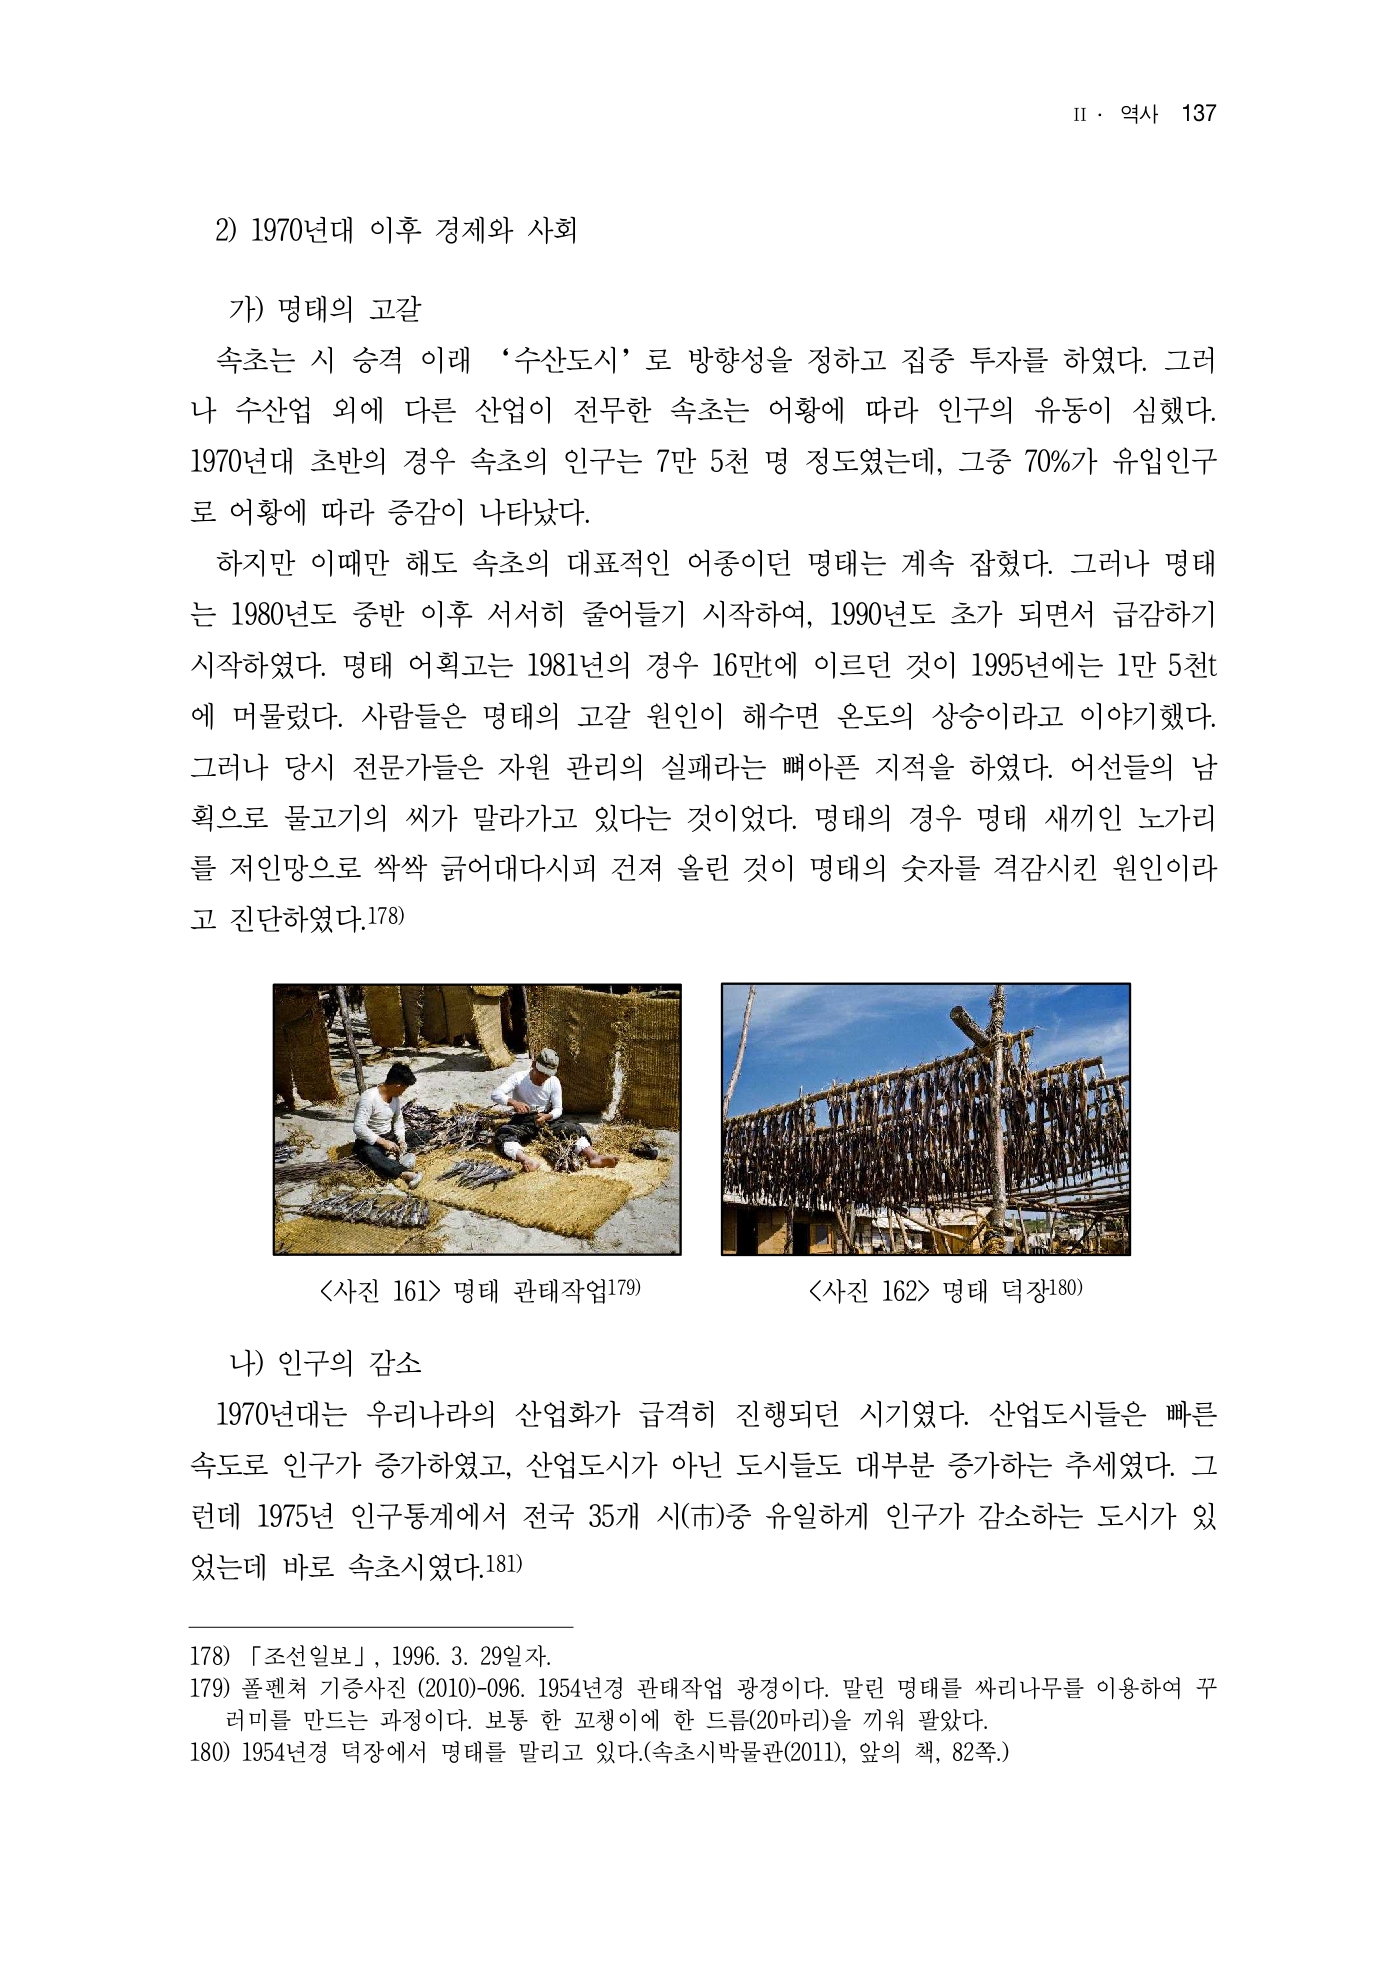 II · 역사 137
2) 1970년대 이후 경제와 사회
가) 명태의 고갈
속초는 시 승격 이래 ‘수산도시’로 방향성을 정하고 집중 투자를 하였다. 그러
나 수산업 외에 다른 산업이 전무한 속초는 어황에 따라 인구의 유동이 심했다.
1970년대 초반의 경우 속초의 인구는 7만 5천 명 정도였는데, 그중 70%가 유입인구
로 어황에 따라 증감이 나타났다.
하지만 이때만 해도 속초의 대표적인 어종이던 명태는 계속 잡혔다. 그러나 명태
는 1980년도 중반 이후 서서히 줄어들기 시작하여, 1990년도 초가 되면서 급감하기
시작하였다. 명태 어획고는 1981년의 경우 16만t에 이르던 것이 1995년에는 1만 5천t
에 머물렀다. 사람들은 명태의 고갈 원인이 해수면 온도의 상승이라고 이야기했다.
그러나 당시 전문가들은 자원 관리의 실패라는 뼈아픈 지적을 하였다. 어선들의 남
획으로 물고기의 씨가 말라가고 있다는 것이었다. 명태의 경우 명태 새끼인 노가리
를 저인망으로 싹싹 긁어대다시피 건져 올린 것이 명태의 숫자를 격감시킨 원인이라
고 진단하였다.178)
<사진 161> 명태 관태작업179)
<사진 162> 명태 덕장180)
나) 인구의 감소
1970년대는 우리나라의 산업화가 급격히 진행되던 시기였다. 산업도시들은 빠른
속도로 인구가 증가하였고, 산업도시가 아닌 도시들도 대부분 증가하는 추세였다. 그
런데 1975년 인구통계에서 전국 35개 시(市)중 유일하게 인구가 감소하는 도시가 있
었는데 바로 속초시였다.181)
178) 「조선일보」, 1996. 3. 29일자.
179) 폴펜쳐 기증사진 (2010)-096. 1954년경 관태작업 광경이다. 말린 명태를 싸리나무를 이용하여 꾸
러미를 만드는 과정이다. 보통 한 꼬챙이에 한 드름(20마리)을 끼워 팔았다.
180) 1954년경 덕장에서 명태를 말리고 있다.(속초시박물관(2011), 앞의 책, 82쪽.)